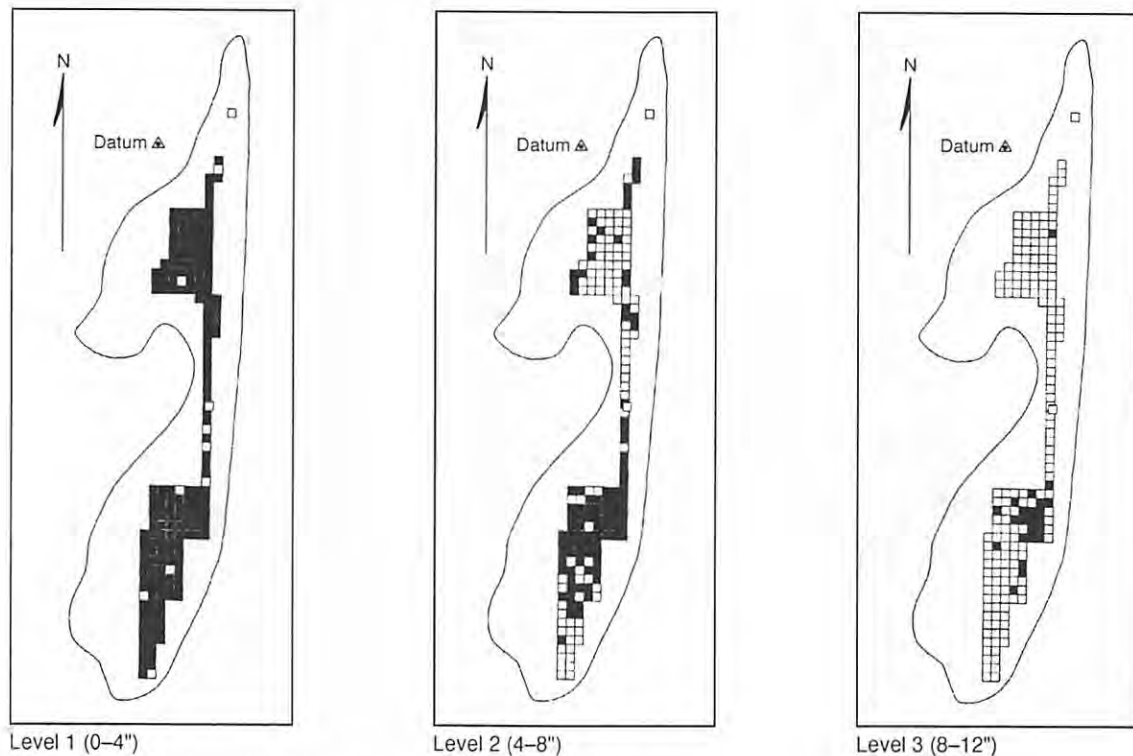 N
Datum
Level 1 (0–4")
N
Datum
Level 2 (4–8")
N
Datum
Level 3 (8–12")